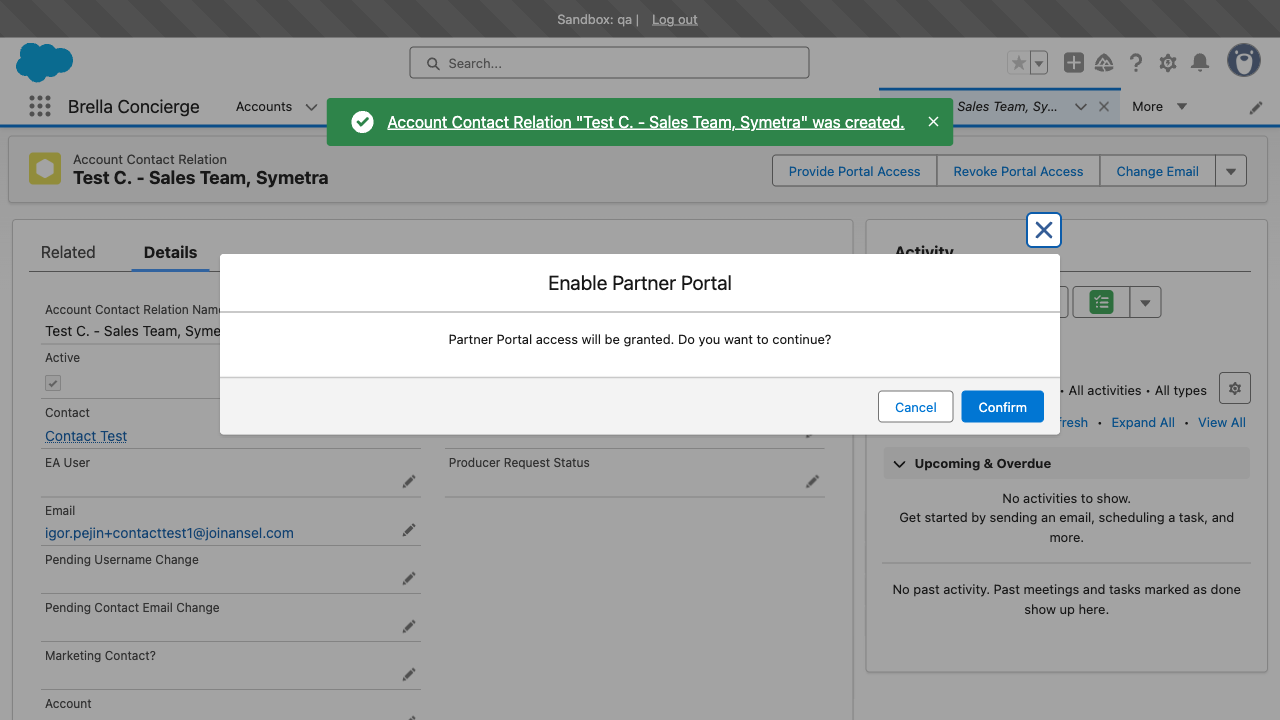 Sandbox: qa | Log out
Search...
Brella Concierge
Accounts
Sales Team, Sy...
More
Account Contact Relation "Test C. - Sales Team, Symetra" was created.
Account Contact Relation
Test C. - Sales Team, Symetra
Provide Portal Access
Revoke Portal Access
Change Email
Related
Details
Activity
Enable Partner Portal
Partner Portal access will be granted. Do you want to continue?
Cancel
Confirm
Account Contact Relation Name
Test C. - Sales Team, Syme
Active
Contact
Contact Test
EA User
Producer Request Status
Email
igor.pejin+contacttest1@joinansel.com
Pending Username Change
Pending Contact Email Change
Marketing Contact?
Account
• All activities • All types
fresh • Expand All • View All
Upcoming & Overdue
No activities to show.
Get started by sending an email, scheduling a task, and
more.
No past activity. Past meetings and tasks marked as done
show up here.